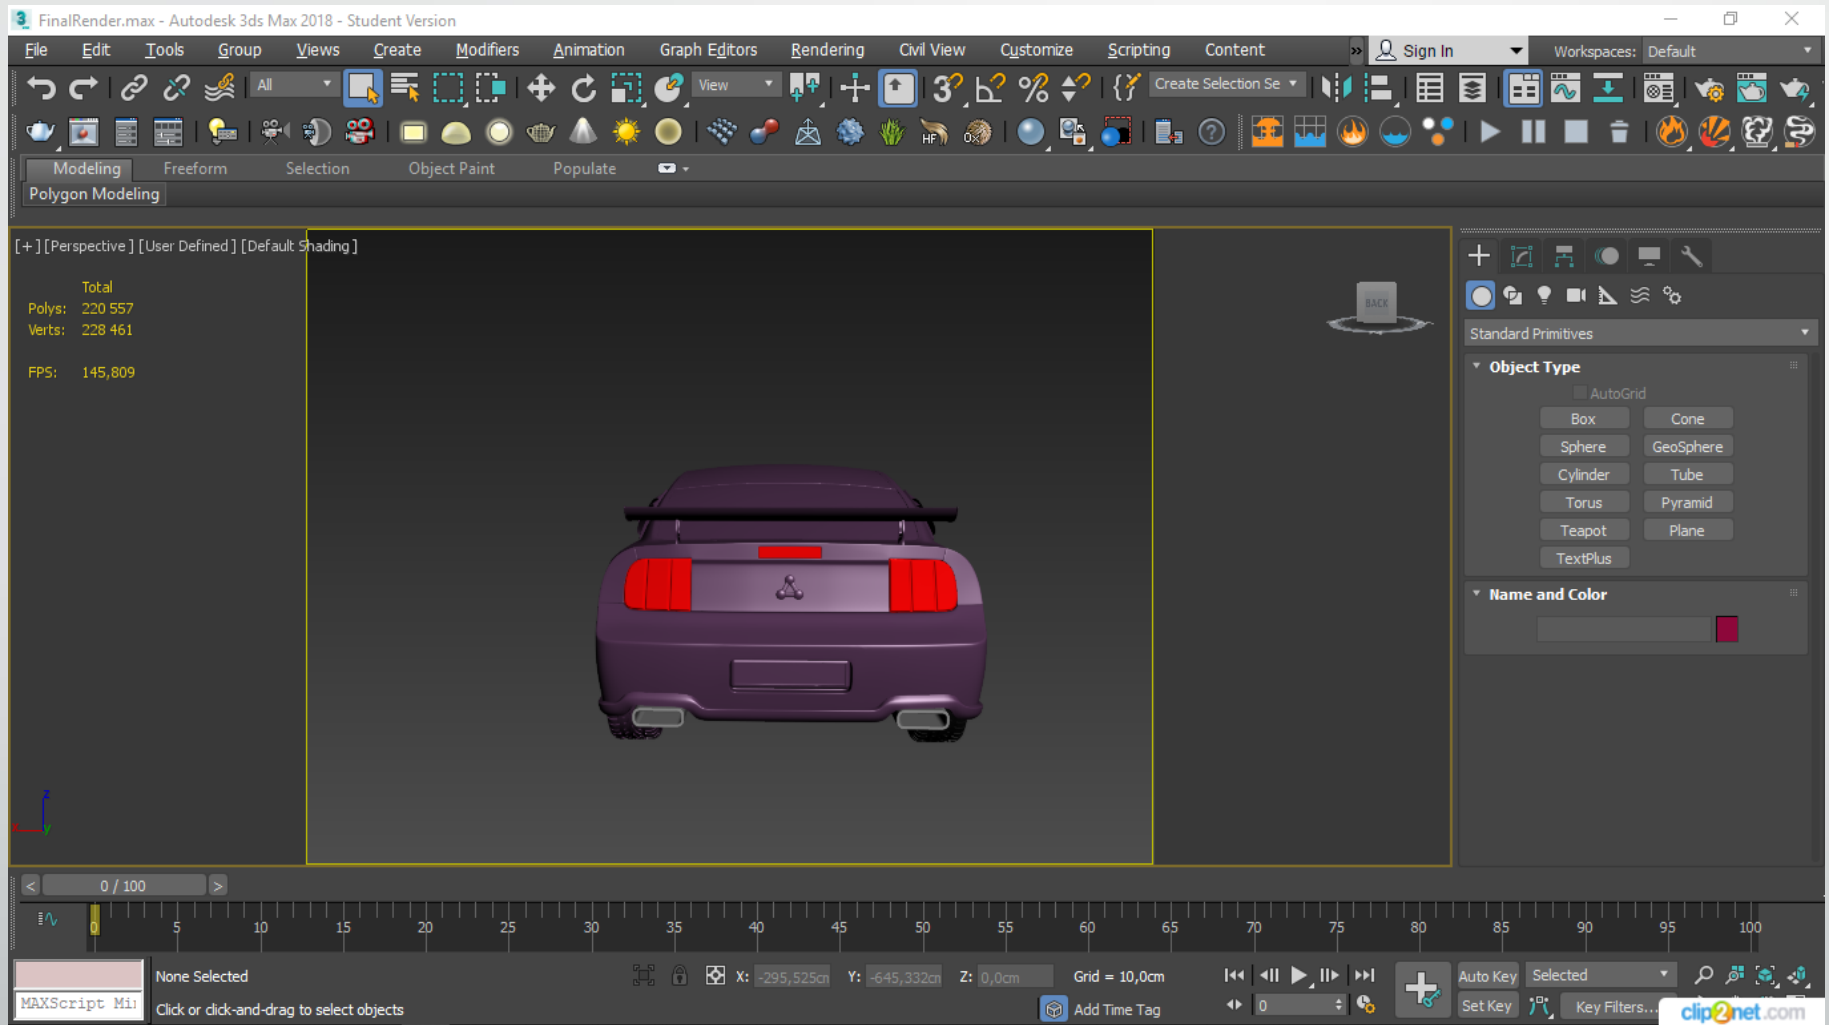 FinalRender.max - Autodesk 3ds Max 2018 - Student Version
File Edit Tools Group Views Create Modifiers Animation Graph Editors Rendering Civil View Customize Scripting Content » Sign In Workspaces: Default
All View Create Selection Se
Modeling Freeform Selection Object Paint Populate
Polygon Modeling
[+] [Perspective ] [User Defined ] [Default Shading ]
Total
Polys: 220 557
Verts: 228 461
FPS: 145,809
BACK
Standard Primitives
Object Type
AutoGrid
Box Cone
Sphere GeoSphere
Cylinder Tube
Torus Pyramid
Teapot Plane
TextPlus
Name and Color
z
x y
< 0 / 100 >
0 5 10 15 20 25 30 35 40 45 50 55 60 65 70 75 80 85 90 95 100
None Selected X: -295,525cm Y: -645,332cm Z: 0,0cm Grid = 10,0cm Auto Key Selected
MAXScript Mi
Click or click-and-drag to select objects Add Time Tag 0 Set Key Key Filters...
clip2net.com